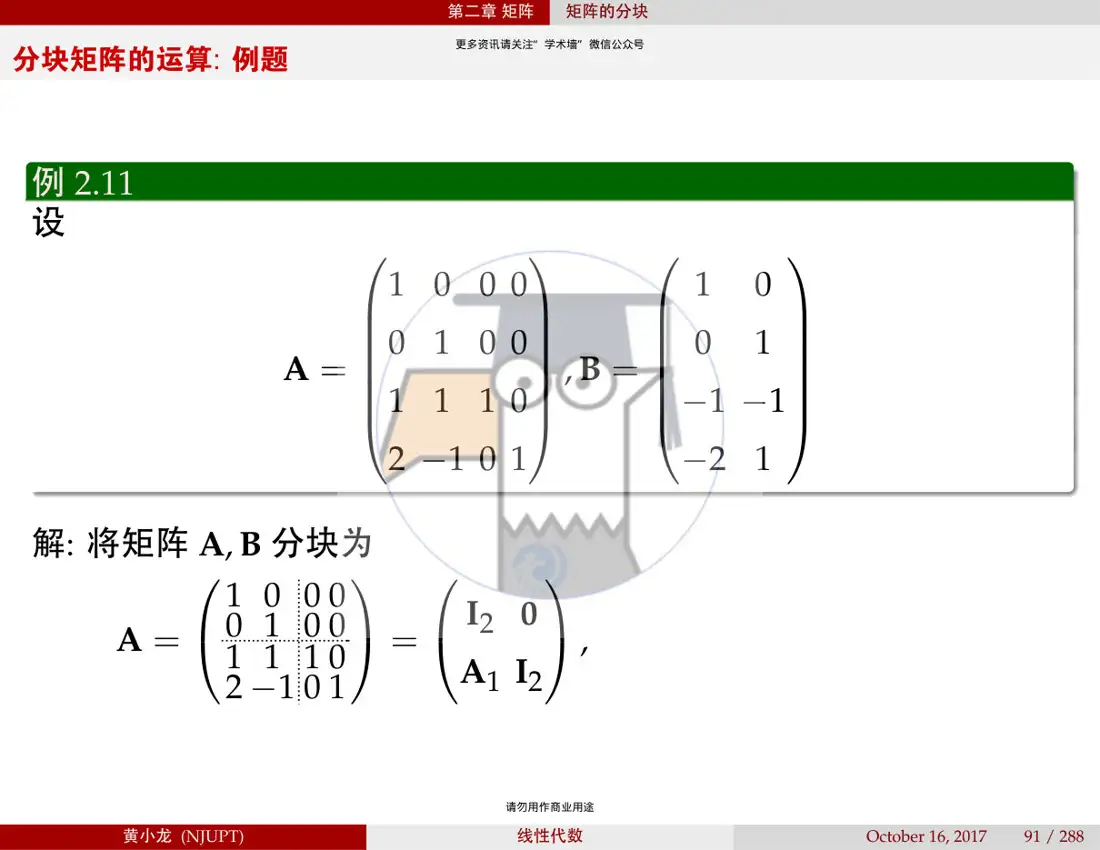 第二章 矩阵 矩阵的分块
更多资讯请关注“学术墙”微信公众号
分块矩阵的运算: 例题
例 2.11
设
A = ( 1 0 0 0
0 1 0 0
1 1 1 0
2 −1 0 1 ) , B = ( 1 0
0 1
−1 −1
−2 1 )
解: 将矩阵 A, B 分块为
A = ( 1 0 0 0
0 1 0 0
1 1 1 0
2 −1 0 1 ) = ( I₂ 0
A₁ I₂ ) ,
请勿用作商业用途
黄小龙 (NJUPT) 线性代数 October 16, 2017 91 / 288